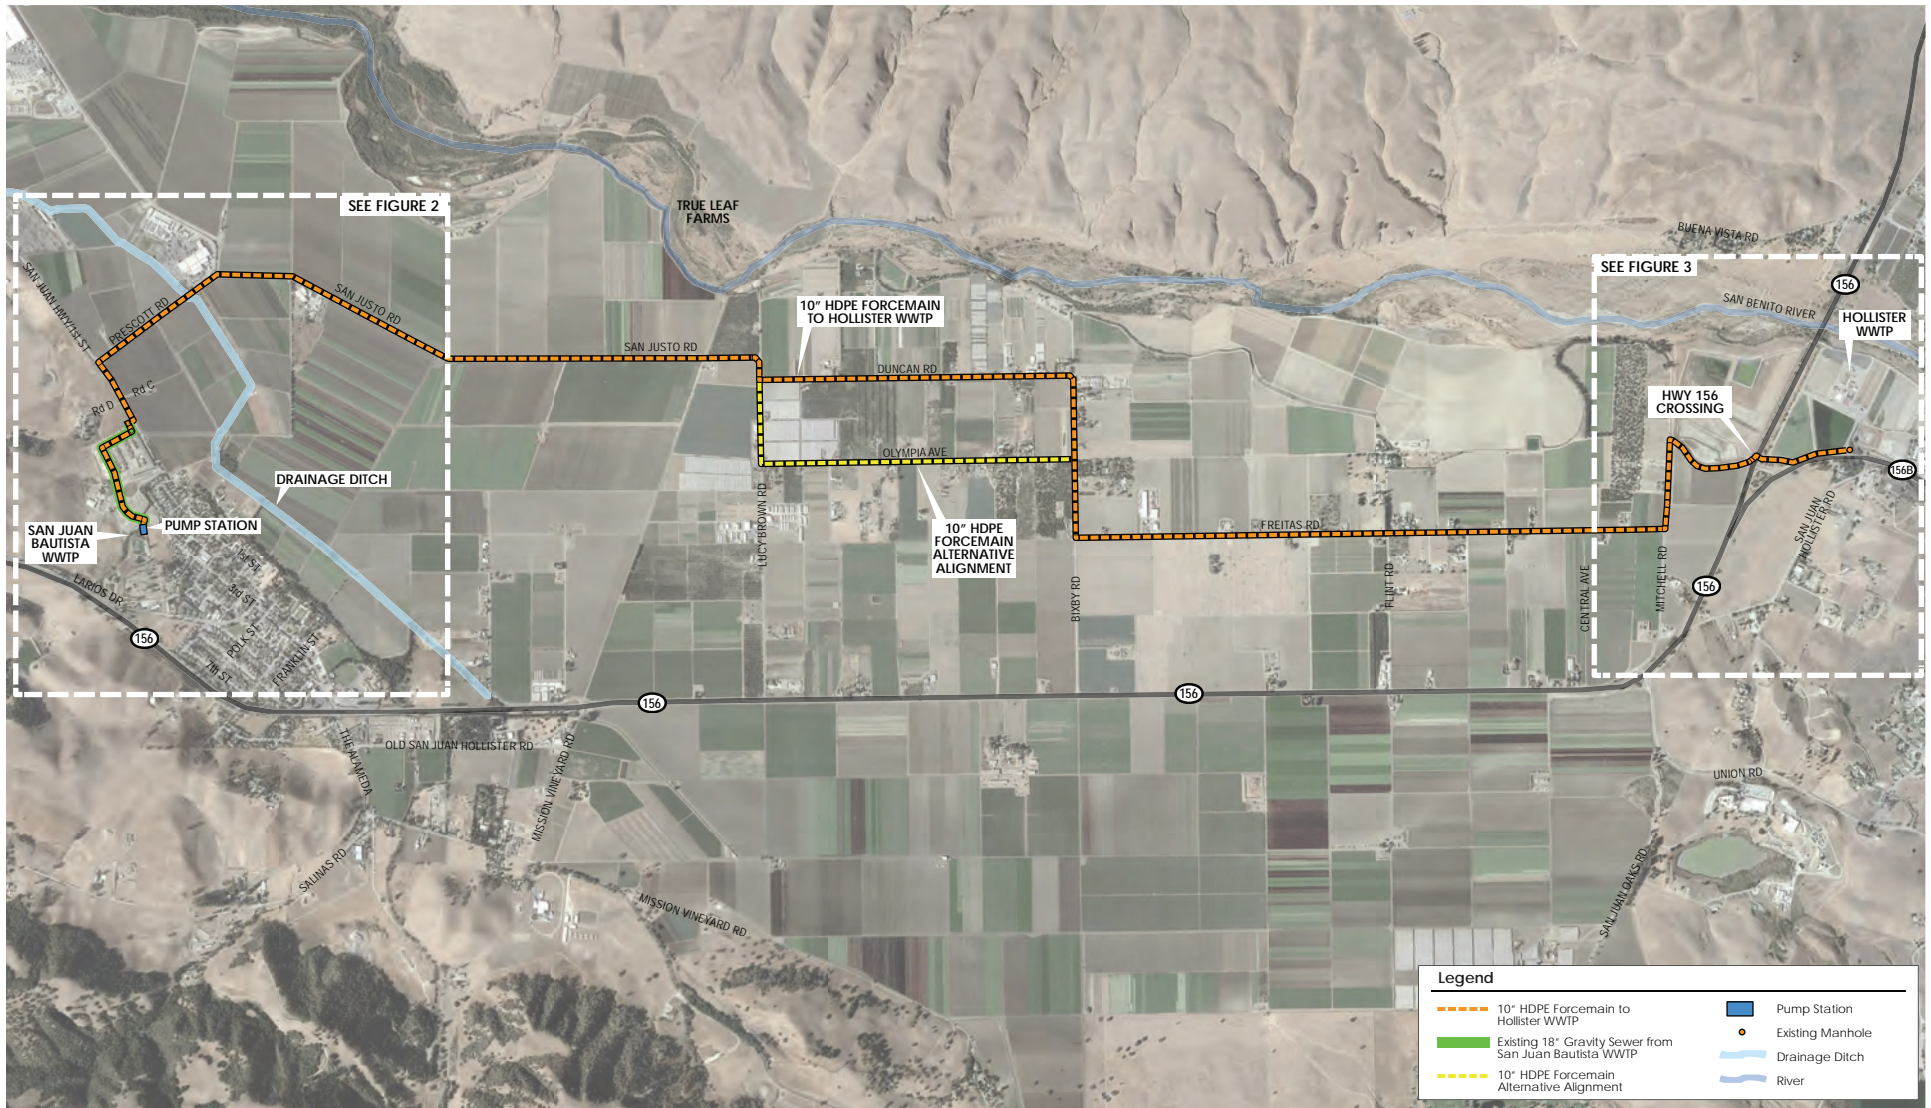 SEE FIGURE 2
TRUE LEAF
FARMS
BUENA VISTA RD
SEE FIGURE 3
156
SAN JUAN HWY/1st ST
PRESCOTT RD
SAN JUSTO RD
SAN BENITO RIVER
HOLLISTER
WWTP
10" HDPE FORCEMAIN
TO HOLLISTER WWTP
SAN JUSTO RD
DUNCAN RD
Rd C
Rd D
HWY 156
CROSSING
OLYMPIA AVE
156B
DRAINAGE DITCH
LUCY BROWN RD
SAN JUAN
HOLLISTER RD
SAN JUAN
BAUTISTA
WWTP
PUMP STATION
10" HDPE
FORCEMAIN
ALTERNATIVE
ALIGNMENT
FREITAS RD
1st ST
LARIOS DR
3rd ST
BIXBY RD
FLINT RD
CENTRAL AVE
MITCHELL RD
156
156
POLK ST
FRANKLIN ST
7th ST
156
156
THE ALAMEDA
OLD SAN JUAN HOLLISTER RD
MISSION VINEYARD RD
UNION RD
SALINAS RD
MISSION VINEYARD RD
SAN JUAN OAKS RD
Legend
10" HDPE Forcemain to
Hollister WWTP
Existing 18" Gravity Sewer from
San Juan Bautista WWTP
10" HDPE Forcemain
Alternative Alignment
Pump Station
Existing Manhole
Drainage Ditch
River